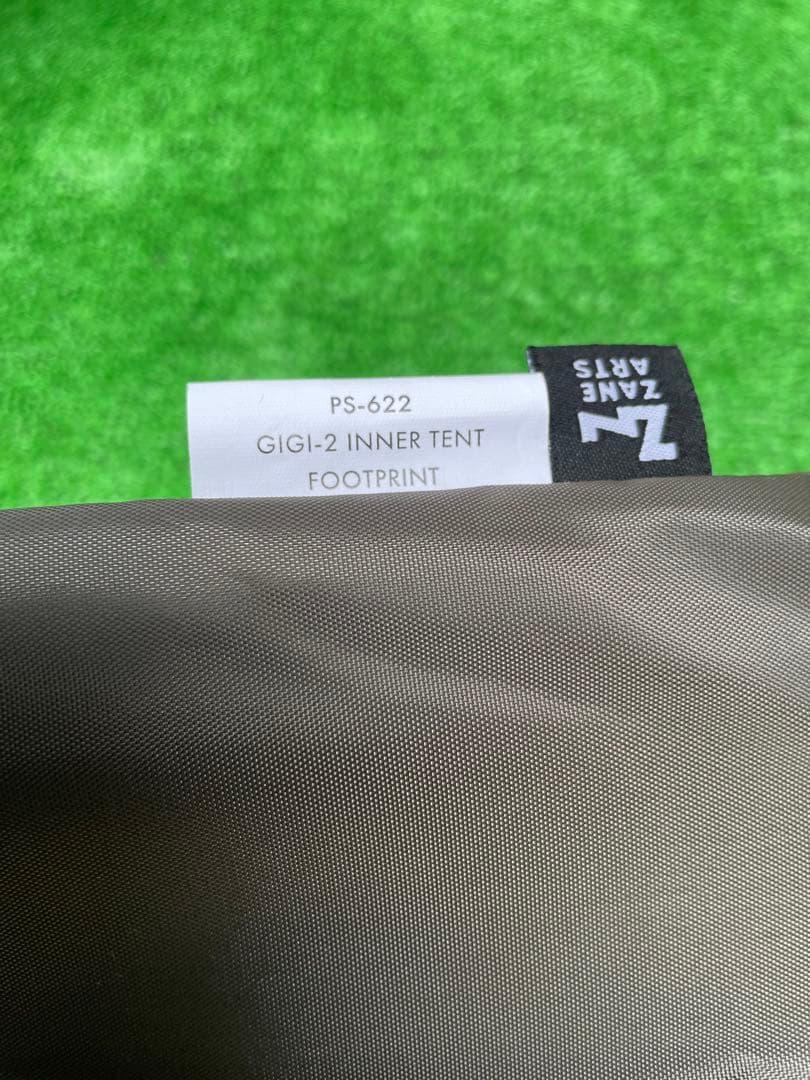 PS-622
GIGI-2 INNER TENT
FOOTPRINT
ZANE
ARTS